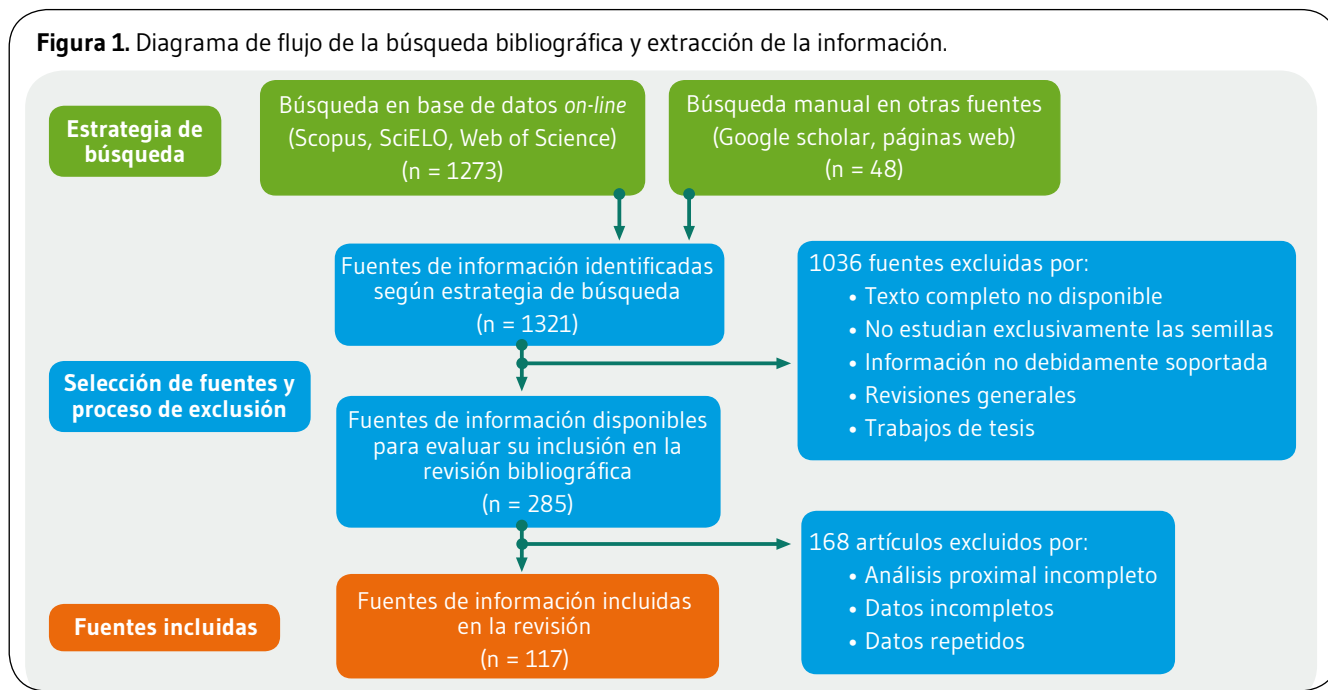 Figura 1. Diagrama de flujo de la búsqueda bibliográfica y extracción de la información.
Estrategia de
búsqueda
Búsqueda en base de datos on-line
(Scopus, SciELO, Web of Science)
(n = 1273)
Búsqueda manual en otras fuentes
(Google scholar, páginas web)
(n = 48)
Fuentes de información identificadas
según estrategia de búsqueda
(n = 1321)
1036 fuentes excluidas por:
• Texto completo no disponible
• No estudian exclusivamente las semillas
• Información no debidamente soportada
• Revisiones generales
• Trabajos de tesis
Selección de fuentes y
proceso de exclusión
Fuentes de información disponibles
para evaluar su inclusión en la
revisión bibliográfica
(n = 285)
168 artículos excluidos por:
• Análisis proximal incompleto
• Datos incompletos
• Datos repetidos
Fuentes incluidas
Fuentes de información incluidas
en la revisión
(n = 117)